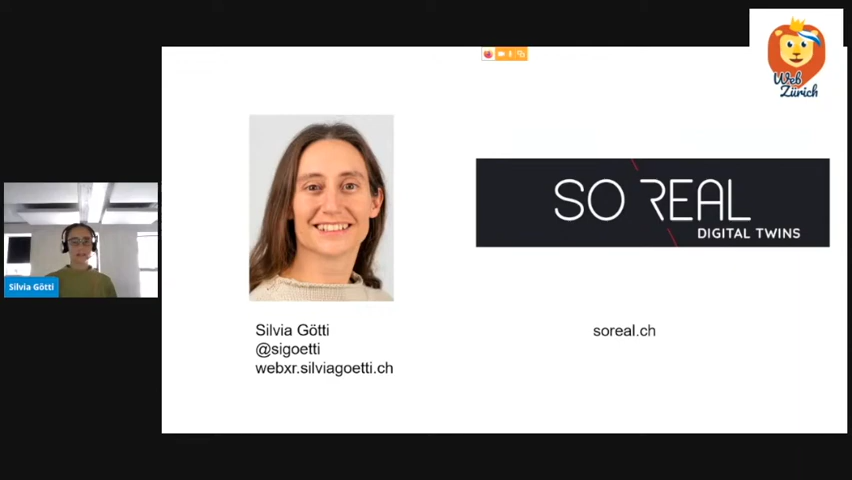 Web
Zürich
SO REAL
DIGITAL TWINS
Silvia Götti
Silvia Götti
@sigoetti
webxr.silviagoetti.ch
soreal.ch